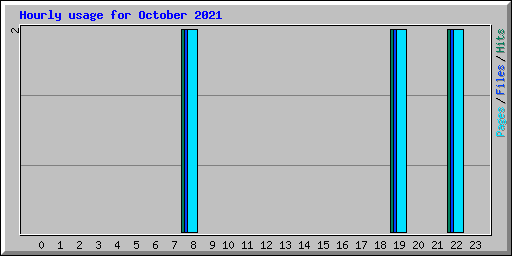 Hourly usage for October 2021
2
Pages/Files/Hits
0 1 2 3 4 5 6 7 8 9 10 11 12 13 14 15 16 17 18 19 20 21 22 23